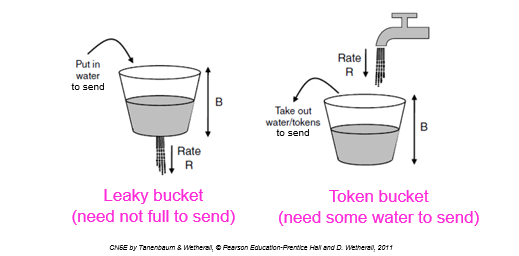 Put in
water
to send
B
Rate
R
Leaky bucket
(need not full to send)
Rate
R
Take out
water/tokens
to send
B
Token bucket
(need some water to send)
CN5E by Tanenbaum & Wetherall, © Pearson Education-Prentice Hall and D. Wetherall, 2011